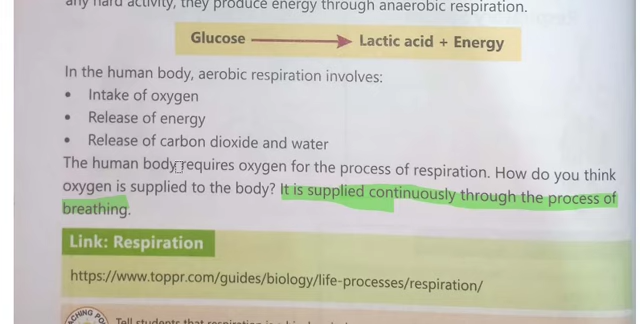 any hard activity, they produce energy through anaerobic respiration.
Glucose → Lactic acid + Energy
In the human body, aerobic respiration involves:
• Intake of oxygen
• Release of energy
• Release of carbon dioxide and water
The human body requires oxygen for the process of respiration. How do you think
oxygen is supplied to the body? It is supplied continuously through the process of
breathing.
Link: Respiration
https://www.toppr.com/guides/biology/life-processes/respiration/
Tell students that respiration is